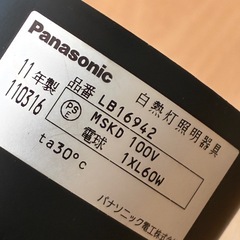 Panasonic
白熱灯照明器具
11年製 品番 LB16942
110316 PSE MSKD 100V
電球 1XL60W
ta30°C
パナソニック電工株式会